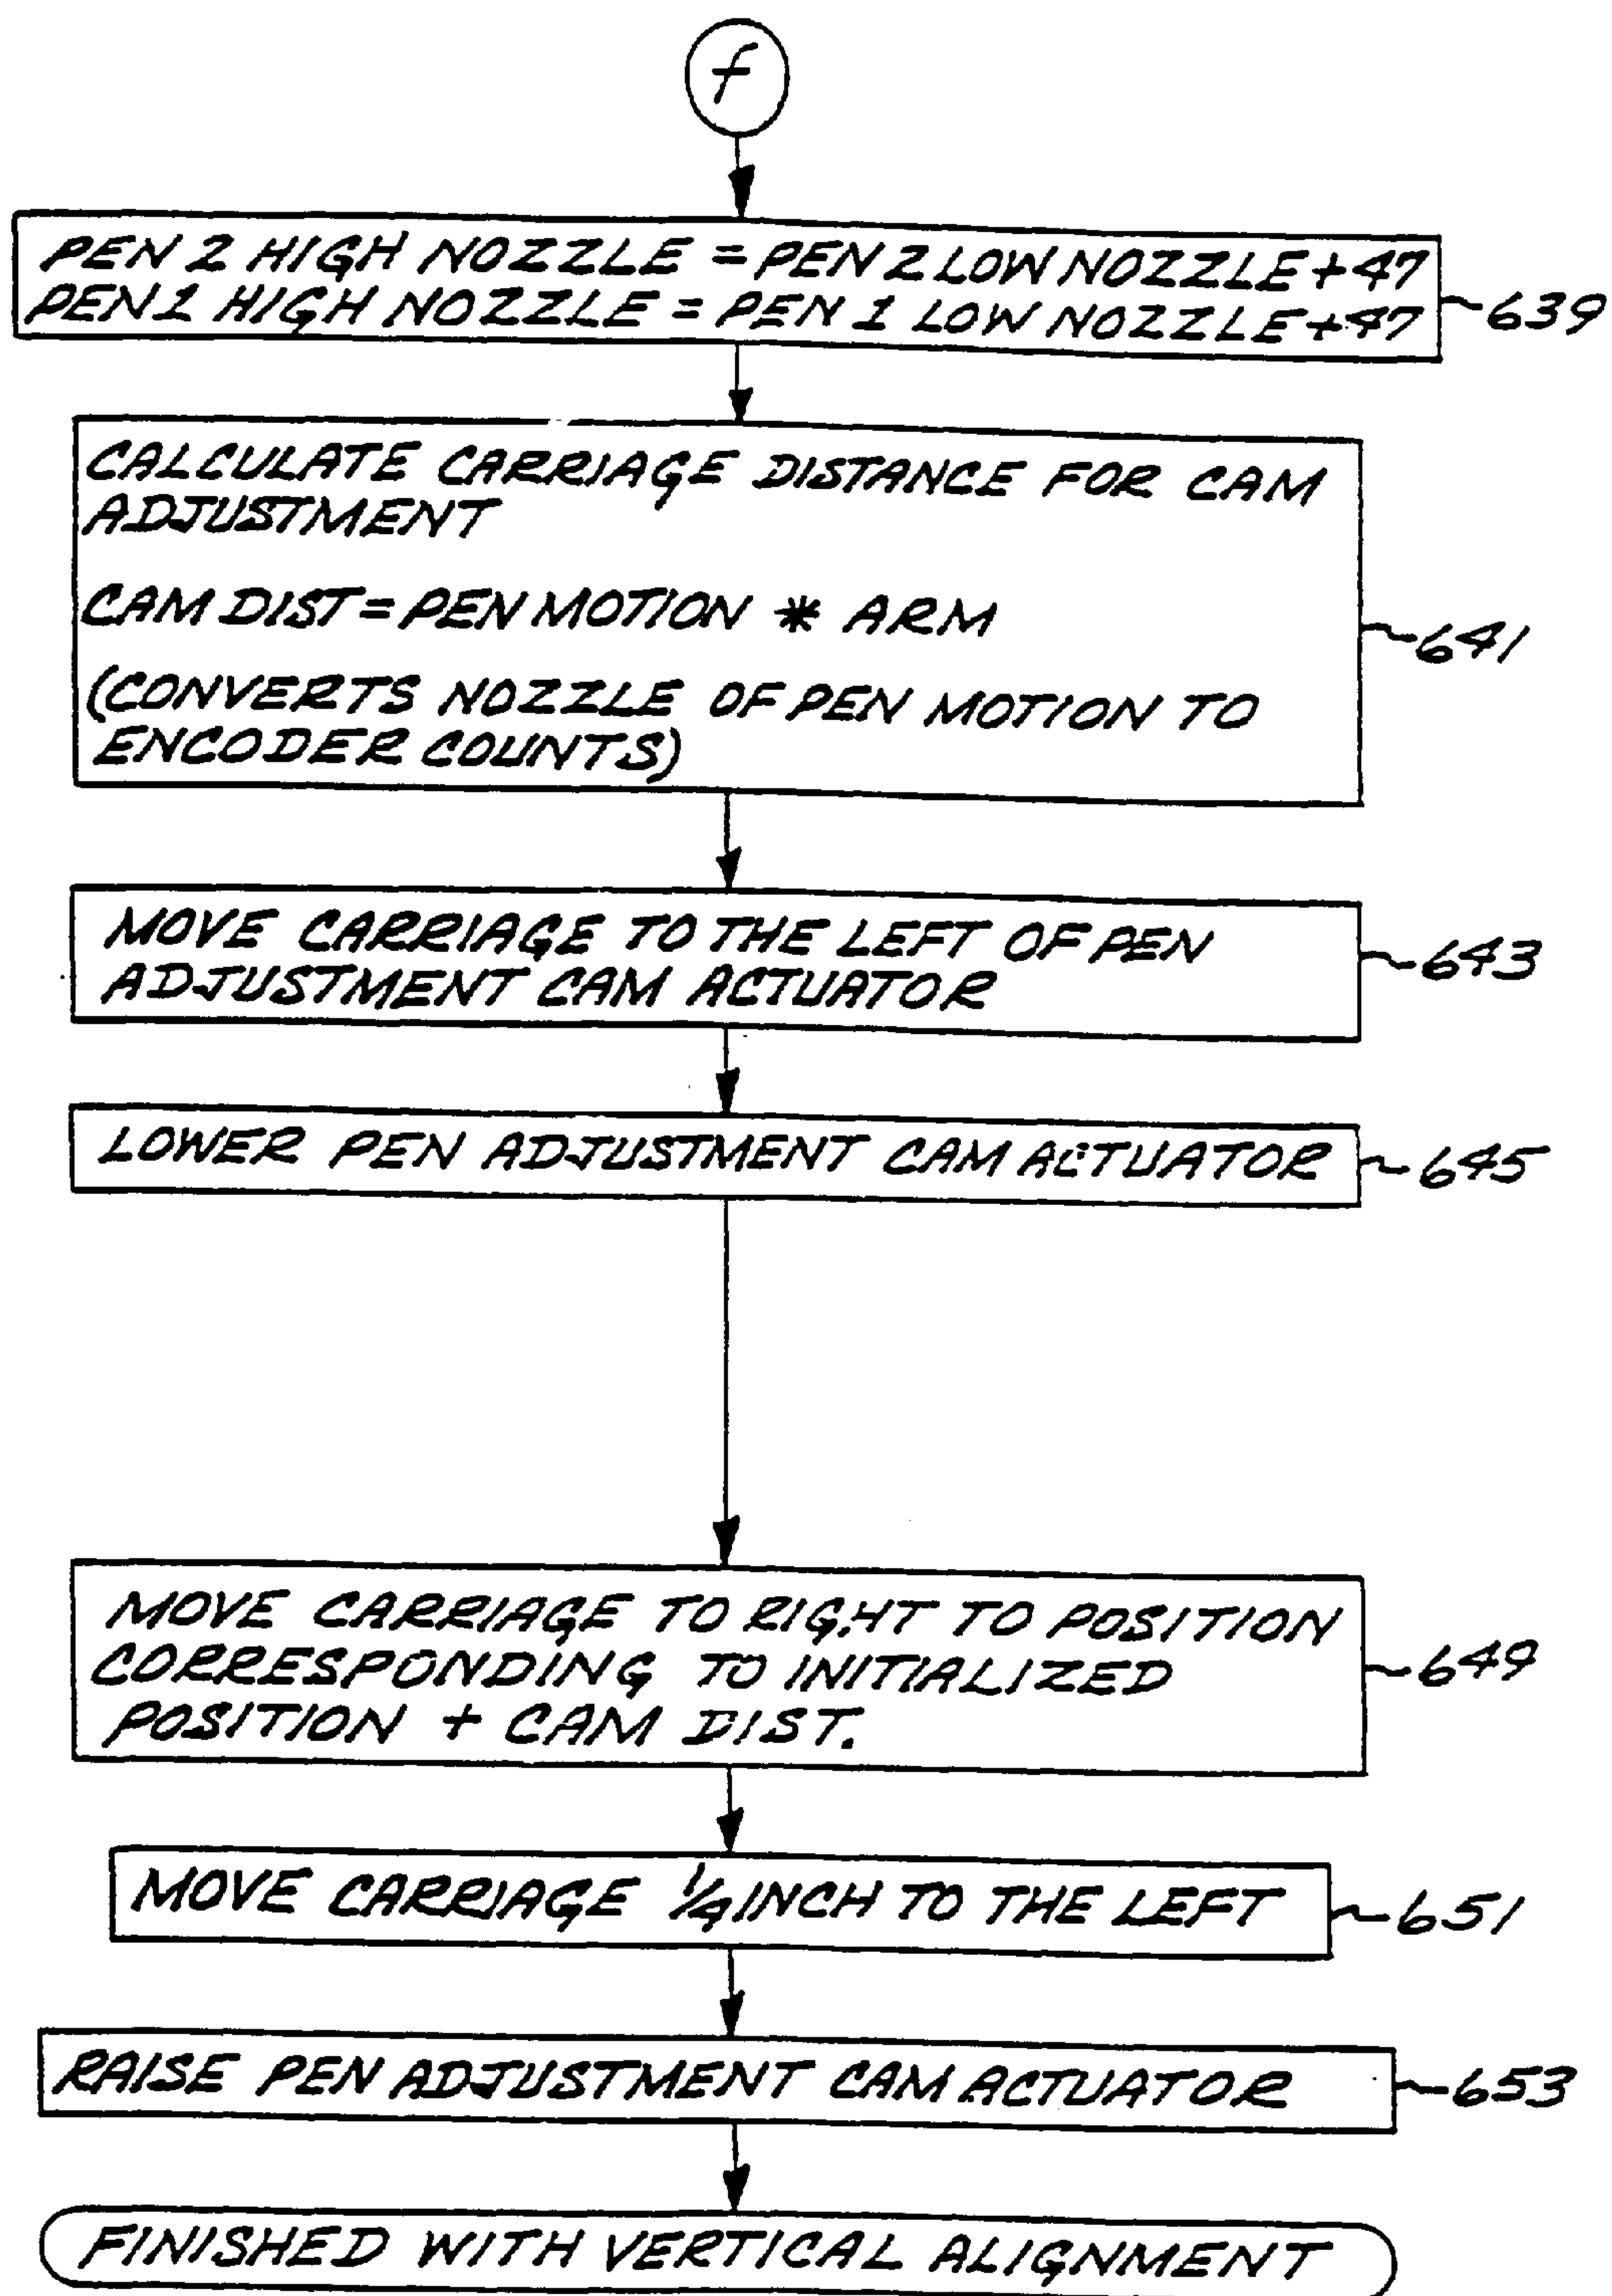 f
PEN 2 HIGH NOZZLE = PEN 2 LOW NOZZLE + 47
PEN 1 HIGH NOZZLE = PEN 1 LOW NOZZLE + 47
639
CALCULATE CARRIAGE DISTANCE FOR CAM
ADJUSTMENT
CAM DIST = PEN MOTION * ARM
(CONVERTS NOZZLE OF PEN MOTION TO
ENCODER COUNTS)
641
MOVE CARRIAGE TO THE LEFT OF PEN
ADJUSTMENT CAM ACTUATOR
643
LOWER PEN ADJUSTMENT CAM ACTUATOR
645
MOVE CARRIAGE TO RIGHT TO POSITION
CORRESPONDING TO INITIALIZED
POSITION + CAM DIST.
649
MOVE CARRIAGE 1/4 INCH TO THE LEFT
651
RAISE PEN ADJUSTMENT CAM ACTUATOR
653
FINISHED WITH VERTICAL ALIGNMENT